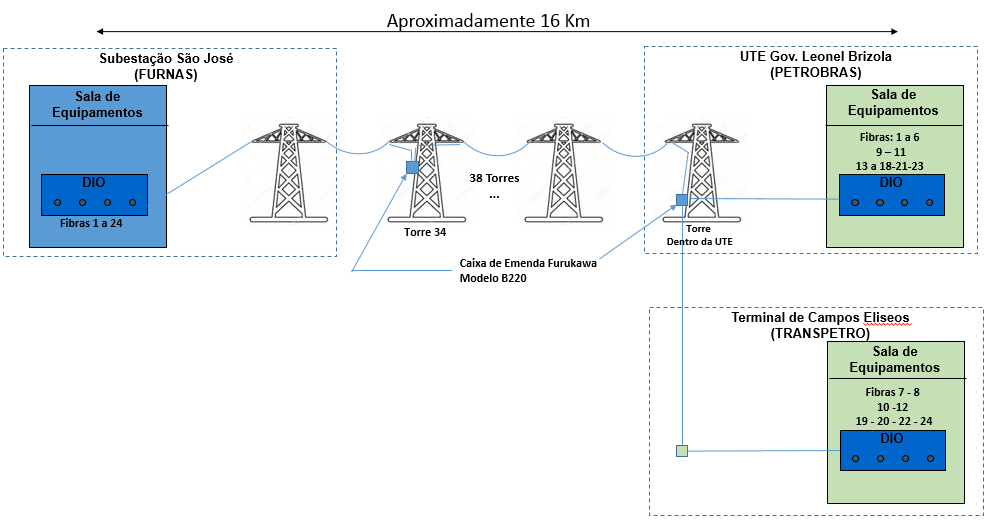 Aproximadamente 16 Km
Subestação São José
(FURNAS)
Sala de
Equipamentos
DIO
Fibras 1 a 24
38 Torres
...
Torre 34
Caixa de Emenda Furukawa
Modelo B220
UTE Gov. Leonel Brizola
(PETROBRAS)
Sala de
Equipamentos
Fibras: 1 a 6
9 – 11
13 a 18-21-23
DIO
Torre
Dentro da UTE
Terminal de Campos Eliseos
(TRANSPETRO)
Sala de
Equipamentos
Fibras 7 - 8
10 -12
19 - 20 - 22 - 24
DIO